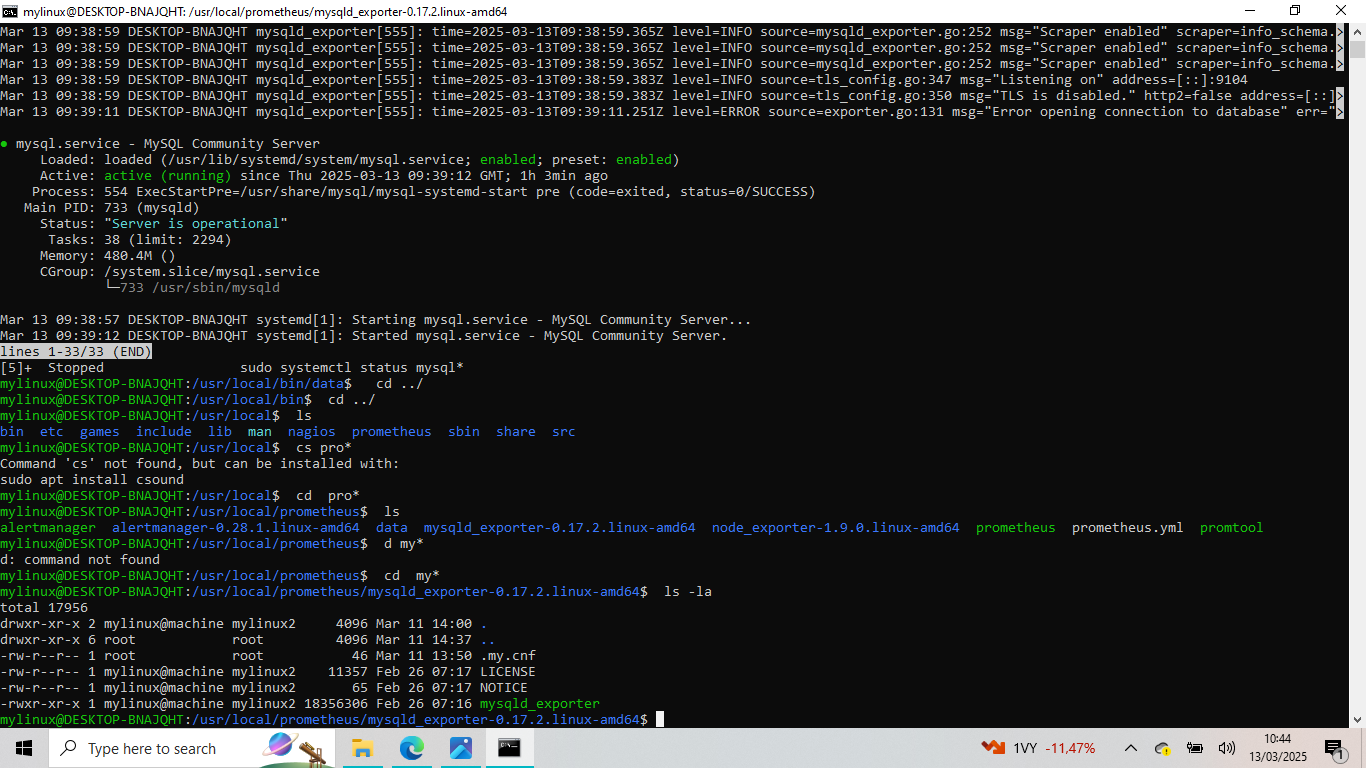 mylinux@DESKTOP-BNAJQHT: /usr/local/prometheus/mysqld_exporter-0.17.2.linux-amd64
Mar 13 09:38:59 DESKTOP-BNAJQHT mysqld_exporter[555]: time=2025-03-13T09:38:59.365Z level=INFO source=mysqld_exporter.go:252 msg="Scraper enabled" scraper=info_schema.>
Mar 13 09:38:59 DESKTOP-BNAJQHT mysqld_exporter[555]: time=2025-03-13T09:38:59.365Z level=INFO source=mysqld_exporter.go:252 msg="Scraper enabled" scraper=info_schema.>
Mar 13 09:38:59 DESKTOP-BNAJQHT mysqld_exporter[555]: time=2025-03-13T09:38:59.365Z level=INFO source=mysqld_exporter.go:252 msg="Scraper enabled" scraper=info_schema.>
Mar 13 09:38:59 DESKTOP-BNAJQHT mysqld_exporter[555]: time=2025-03-13T09:38:59.383Z level=INFO source=tls_config.go:347 msg="Listening on" address=[::]:9104
Mar 13 09:38:59 DESKTOP-BNAJQHT mysqld_exporter[555]: time=2025-03-13T09:38:59.383Z level=INFO source=tls_config.go:350 msg="TLS is disabled." http2=false address=[::]>
Mar 13 09:39:11 DESKTOP-BNAJQHT mysqld_exporter[555]: time=2025-03-13T09:39:11.251Z level=ERROR source=exporter.go:131 msg="Error opening connection to database" err=">
● mysql.service - MySQL Community Server
Loaded: loaded (/usr/lib/systemd/system/mysql.service; enabled; preset: enabled)
Active: active (running) since Thu 2025-03-13 09:39:12 GMT; 1h 3min ago
Process: 554 ExecStartPre=/usr/share/mysql/mysql-systemd-start pre (code=exited, status=0/SUCCESS)
Main PID: 733 (mysqld)
Status: "Server is operational"
Tasks: 38 (limit: 2294)
Memory: 480.4M ()
CGroup: /system.slice/mysql.service
└─733 /usr/sbin/mysqld
Mar 13 09:38:57 DESKTOP-BNAJQHT systemd[1]: Starting mysql.service - MySQL Community Server...
Mar 13 09:39:12 DESKTOP-BNAJQHT systemd[1]: Started mysql.service - MySQL Community Server.
lines 1-33/33 (END)
[5]+  Stopped                 sudo systemctl status mysql*
mylinux@DESKTOP-BNAJQHT:/usr/local/bin/data$   cd ../
mylinux@DESKTOP-BNAJQHT:/usr/local/bin$  cd ../
mylinux@DESKTOP-BNAJQHT:/usr/local$  ls
bin  etc  games  include  lib  man  nagios  prometheus  sbin  share  src
mylinux@DESKTOP-BNAJQHT:/usr/local$  cs pro*
Command 'cs' not found, but can be installed with:
sudo apt install csound
mylinux@DESKTOP-BNAJQHT:/usr/local$  cd  pro*
mylinux@DESKTOP-BNAJQHT:/usr/local/prometheus$  ls
alertmanager  alertmanager-0.28.1.linux-amd64  data  mysqld_exporter-0.17.2.linux-amd64  node_exporter-1.9.0.linux-amd64  prometheus  prometheus.yml  promtool
mylinux@DESKTOP-BNAJQHT:/usr/local/prometheus$  d my*
d: command not found
mylinux@DESKTOP-BNAJQHT:/usr/local/prometheus$  cd  my*
mylinux@DESKTOP-BNAJQHT:/usr/local/prometheus/mysqld_exporter-0.17.2.linux-amd64$  ls -la
total 17956
drwxr-xr-x 2 mylinux@machine mylinux2     4096 Mar 11 14:00 .
drwxr-xr-x 6 root            root         4096 Mar 11 14:37 ..
-rw-r--r-- 1 root            root           46 Mar 11 13:50 .my.cnf
-rw-r--r-- 1 mylinux@machine mylinux2    11357 Feb 26 07:17 LICENSE
-rw-r--r-- 1 mylinux@machine mylinux2       65 Feb 26 07:17 NOTICE
-rwxr-xr-x 1 mylinux@machine mylinux2 18356306 Feb 26 07:16 mysqld_exporter
mylinux@DESKTOP-BNAJQHT:/usr/local/prometheus/mysqld_exporter-0.17.2.linux-amd64$
Type here to search
1VY -11,47%
10:44
13/03/2025
1